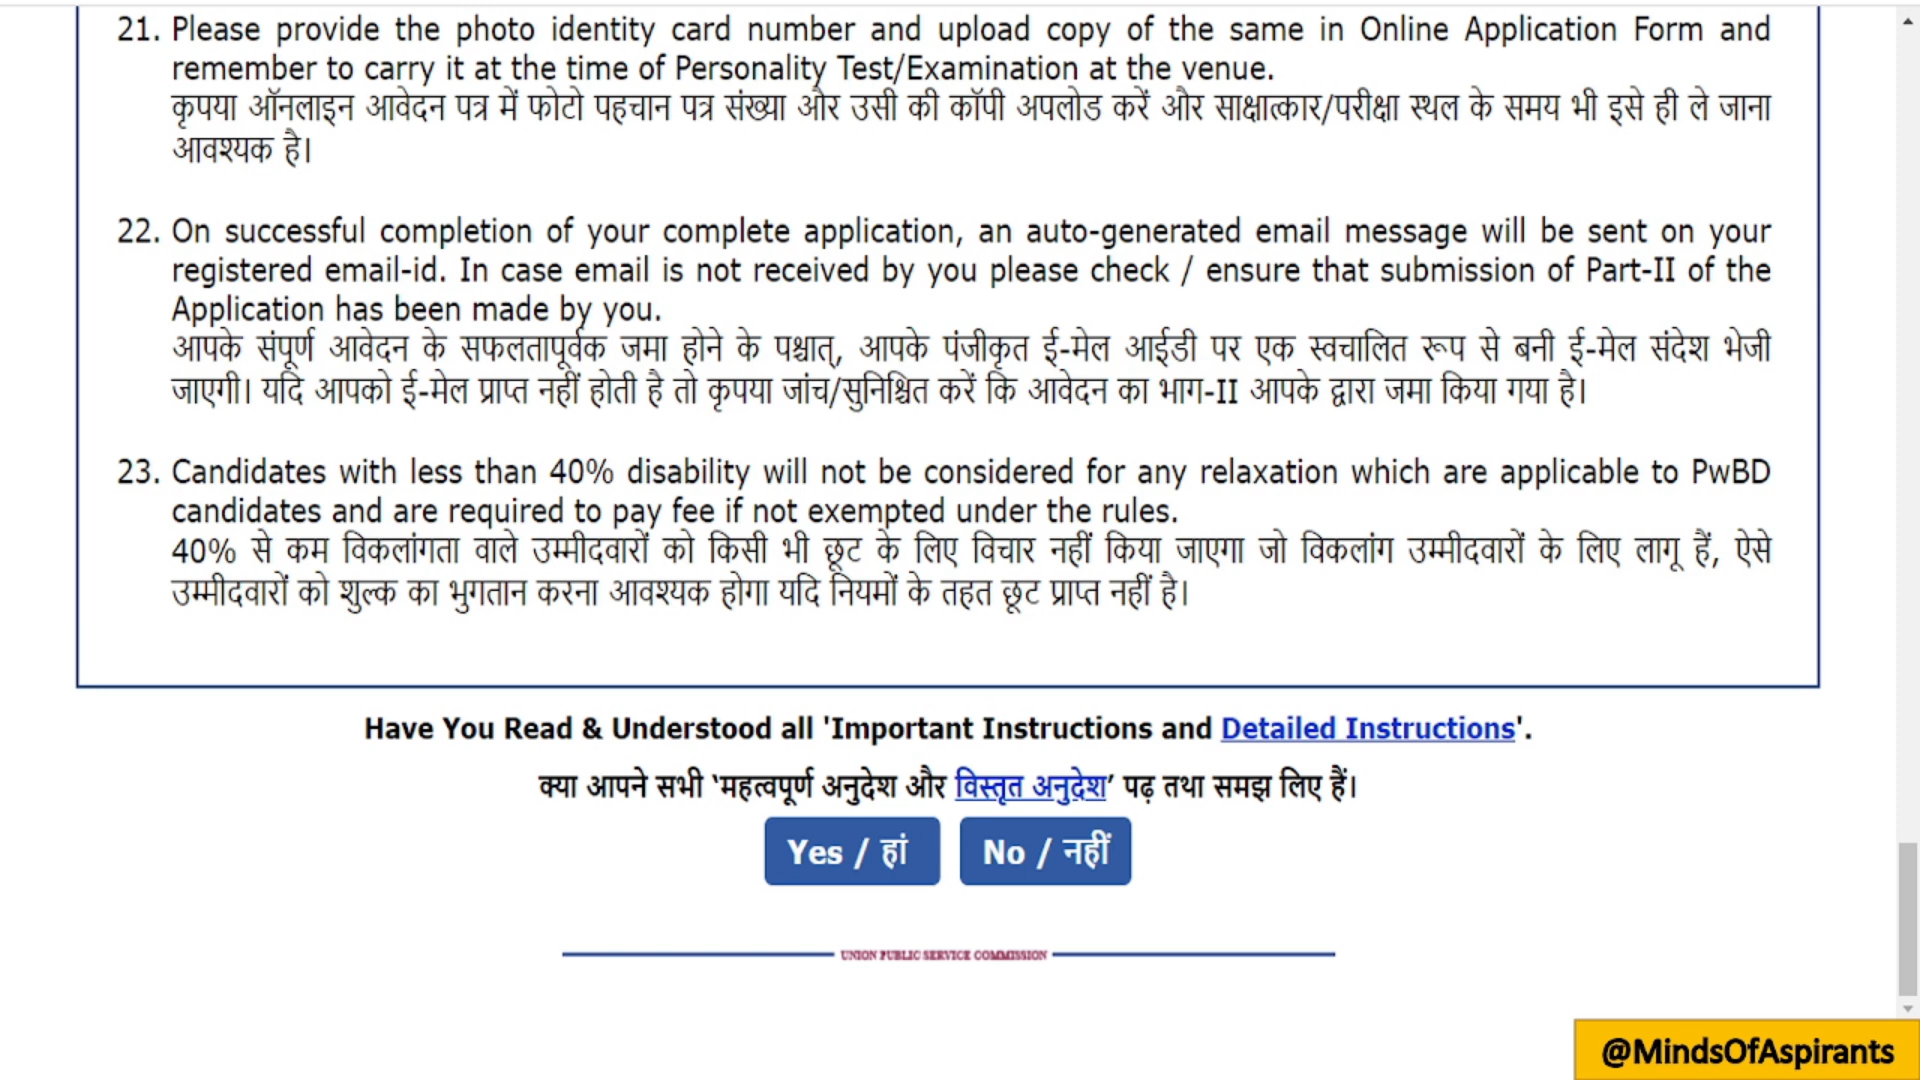 21. Please provide the photo identity card number and upload copy of the same in Online Application Form and
remember to carry it at the time of Personality Test/Examination at the venue.
कृपया ऑनलाइन आवेदन पत्र में फोटो पहचान पत्र संख्या और उसी की कॉपी अपलोड करें और साक्षात्कार/परीक्षा स्थल के समय भी इसे ही ले जाना
आवश्यक है।
22. On successful completion of your complete application, an auto-generated email message will be sent on your
registered email-id. In case email is not received by you please check / ensure that submission of Part-II of the
Application has been made by you.
आपके संपूर्ण आवेदन के सफलतापूर्वक जमा होने के पश्चात्, आपके पंजीकृत ई-मेल आईडी पर एक स्वचालित रूप से बनी ई-मेल संदेश भेजी
जाएगी। यदि आपको ई-मेल प्राप्त नहीं होती है तो कृपया जांच/सुनिश्चित करें कि आवेदन का भाग-II आपके द्वारा जमा किया गया है।
23. Candidates with less than 40% disability will not be considered for any relaxation which are applicable to PwBD
candidates and are required to pay fee if not exempted under the rules.
40% से कम विकलांगता वाले उम्मीदवारों को किसी भी छूट के लिए विचार नहीं किया जाएगा जो विकलांग उम्मीदवारों के लिए लागू हैं, ऐसे
उम्मीदवारों को शुल्क का भुगतान करना आवश्यक होगा यदि नियमों के तहत छूट प्राप्त नहीं है।
Have You Read & Understood all 'Important Instructions and Detailed Instructions'.
क्या आपने सभी 'महत्वपूर्ण अनुदेश और विस्तृत अनुदेश' पढ़ तथा समझ लिए हैं।
Yes / हां No / नहीं
UNION PUBLIC SERVICE COMMISSION
@MindsOfAspirants